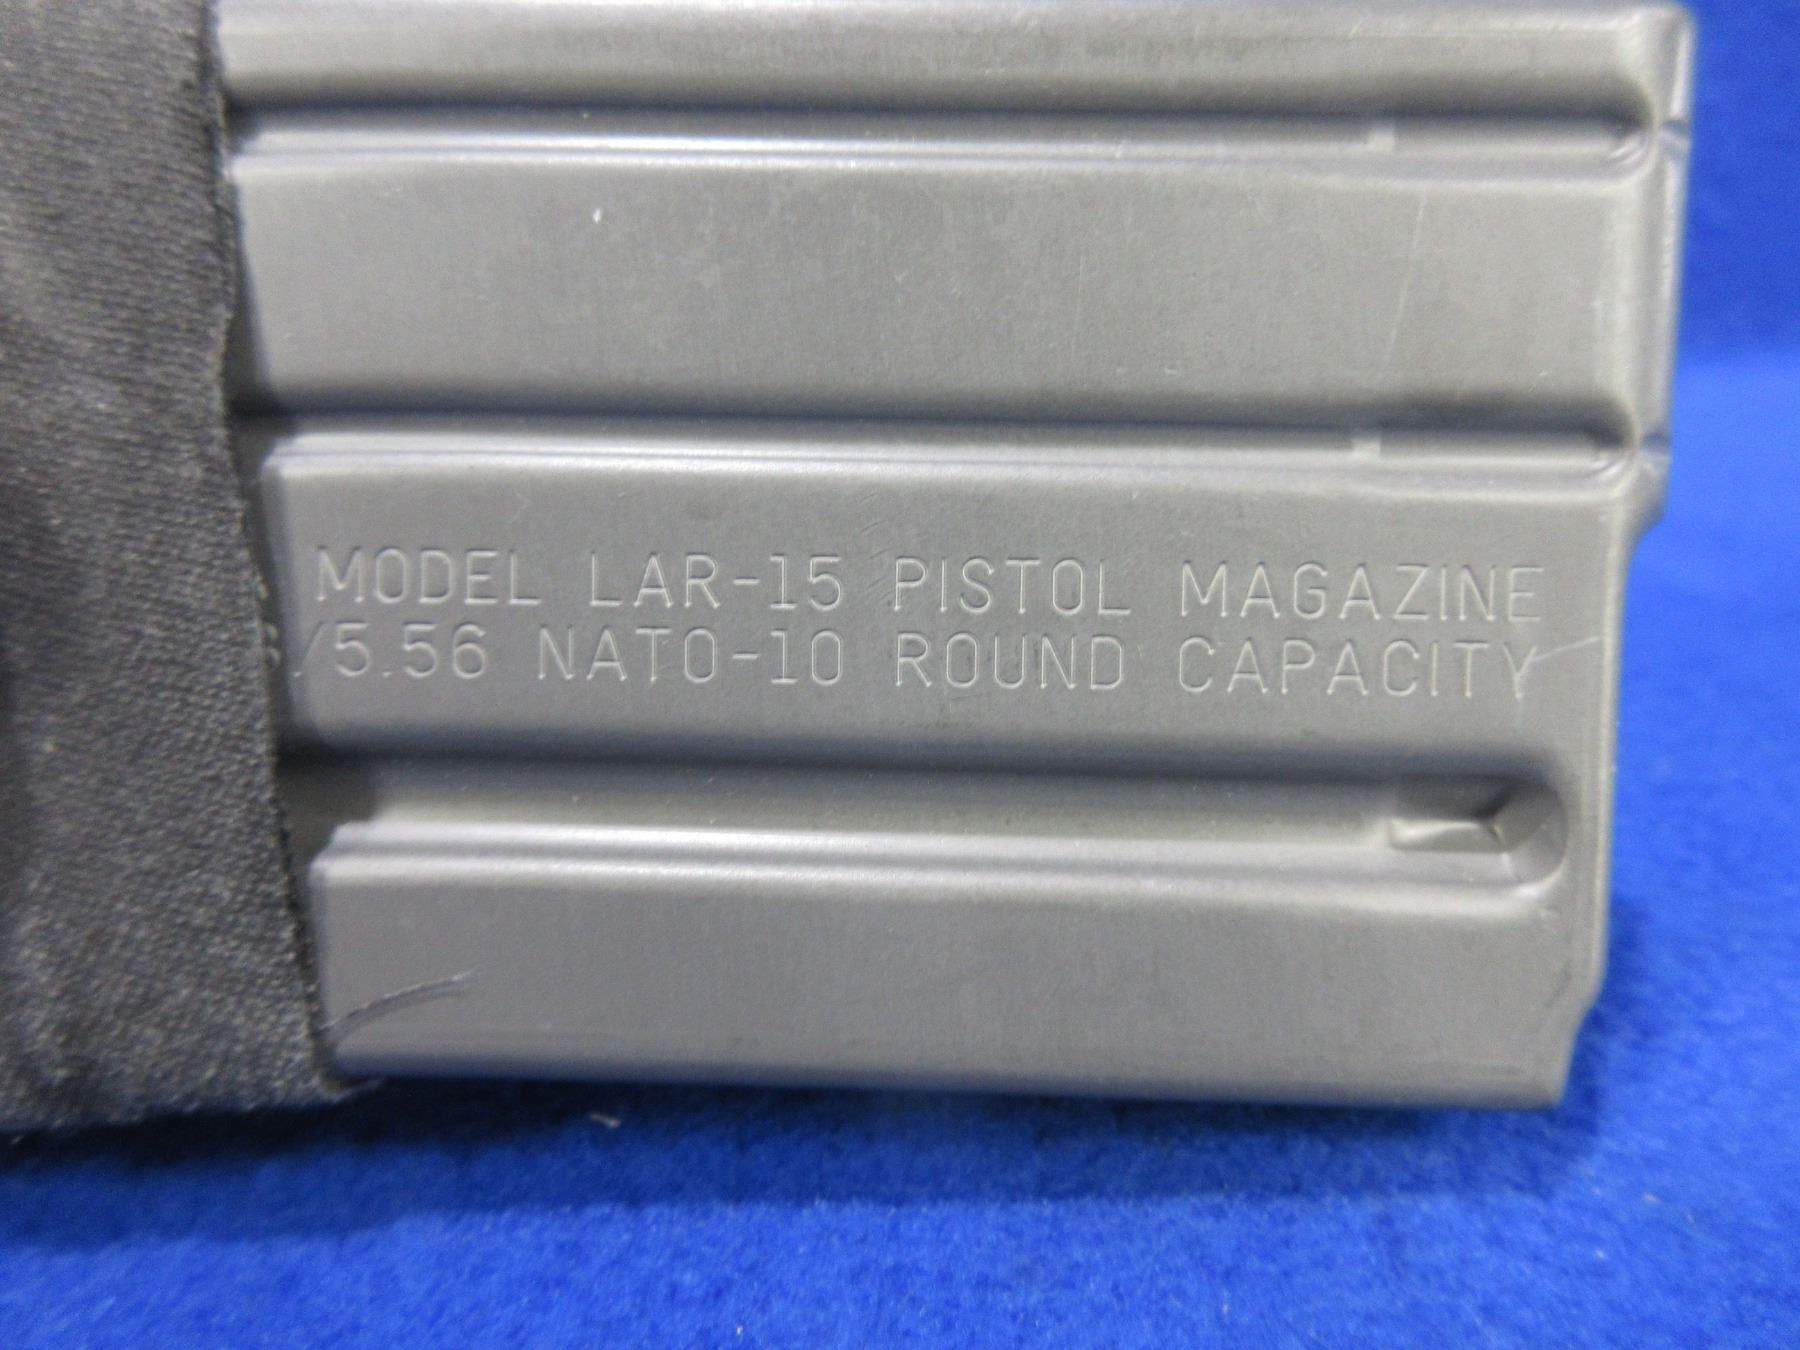 MODEL LAR-15 PISTOL MAGAZINE
/5.56 NATO-10 ROUND CAPACITY